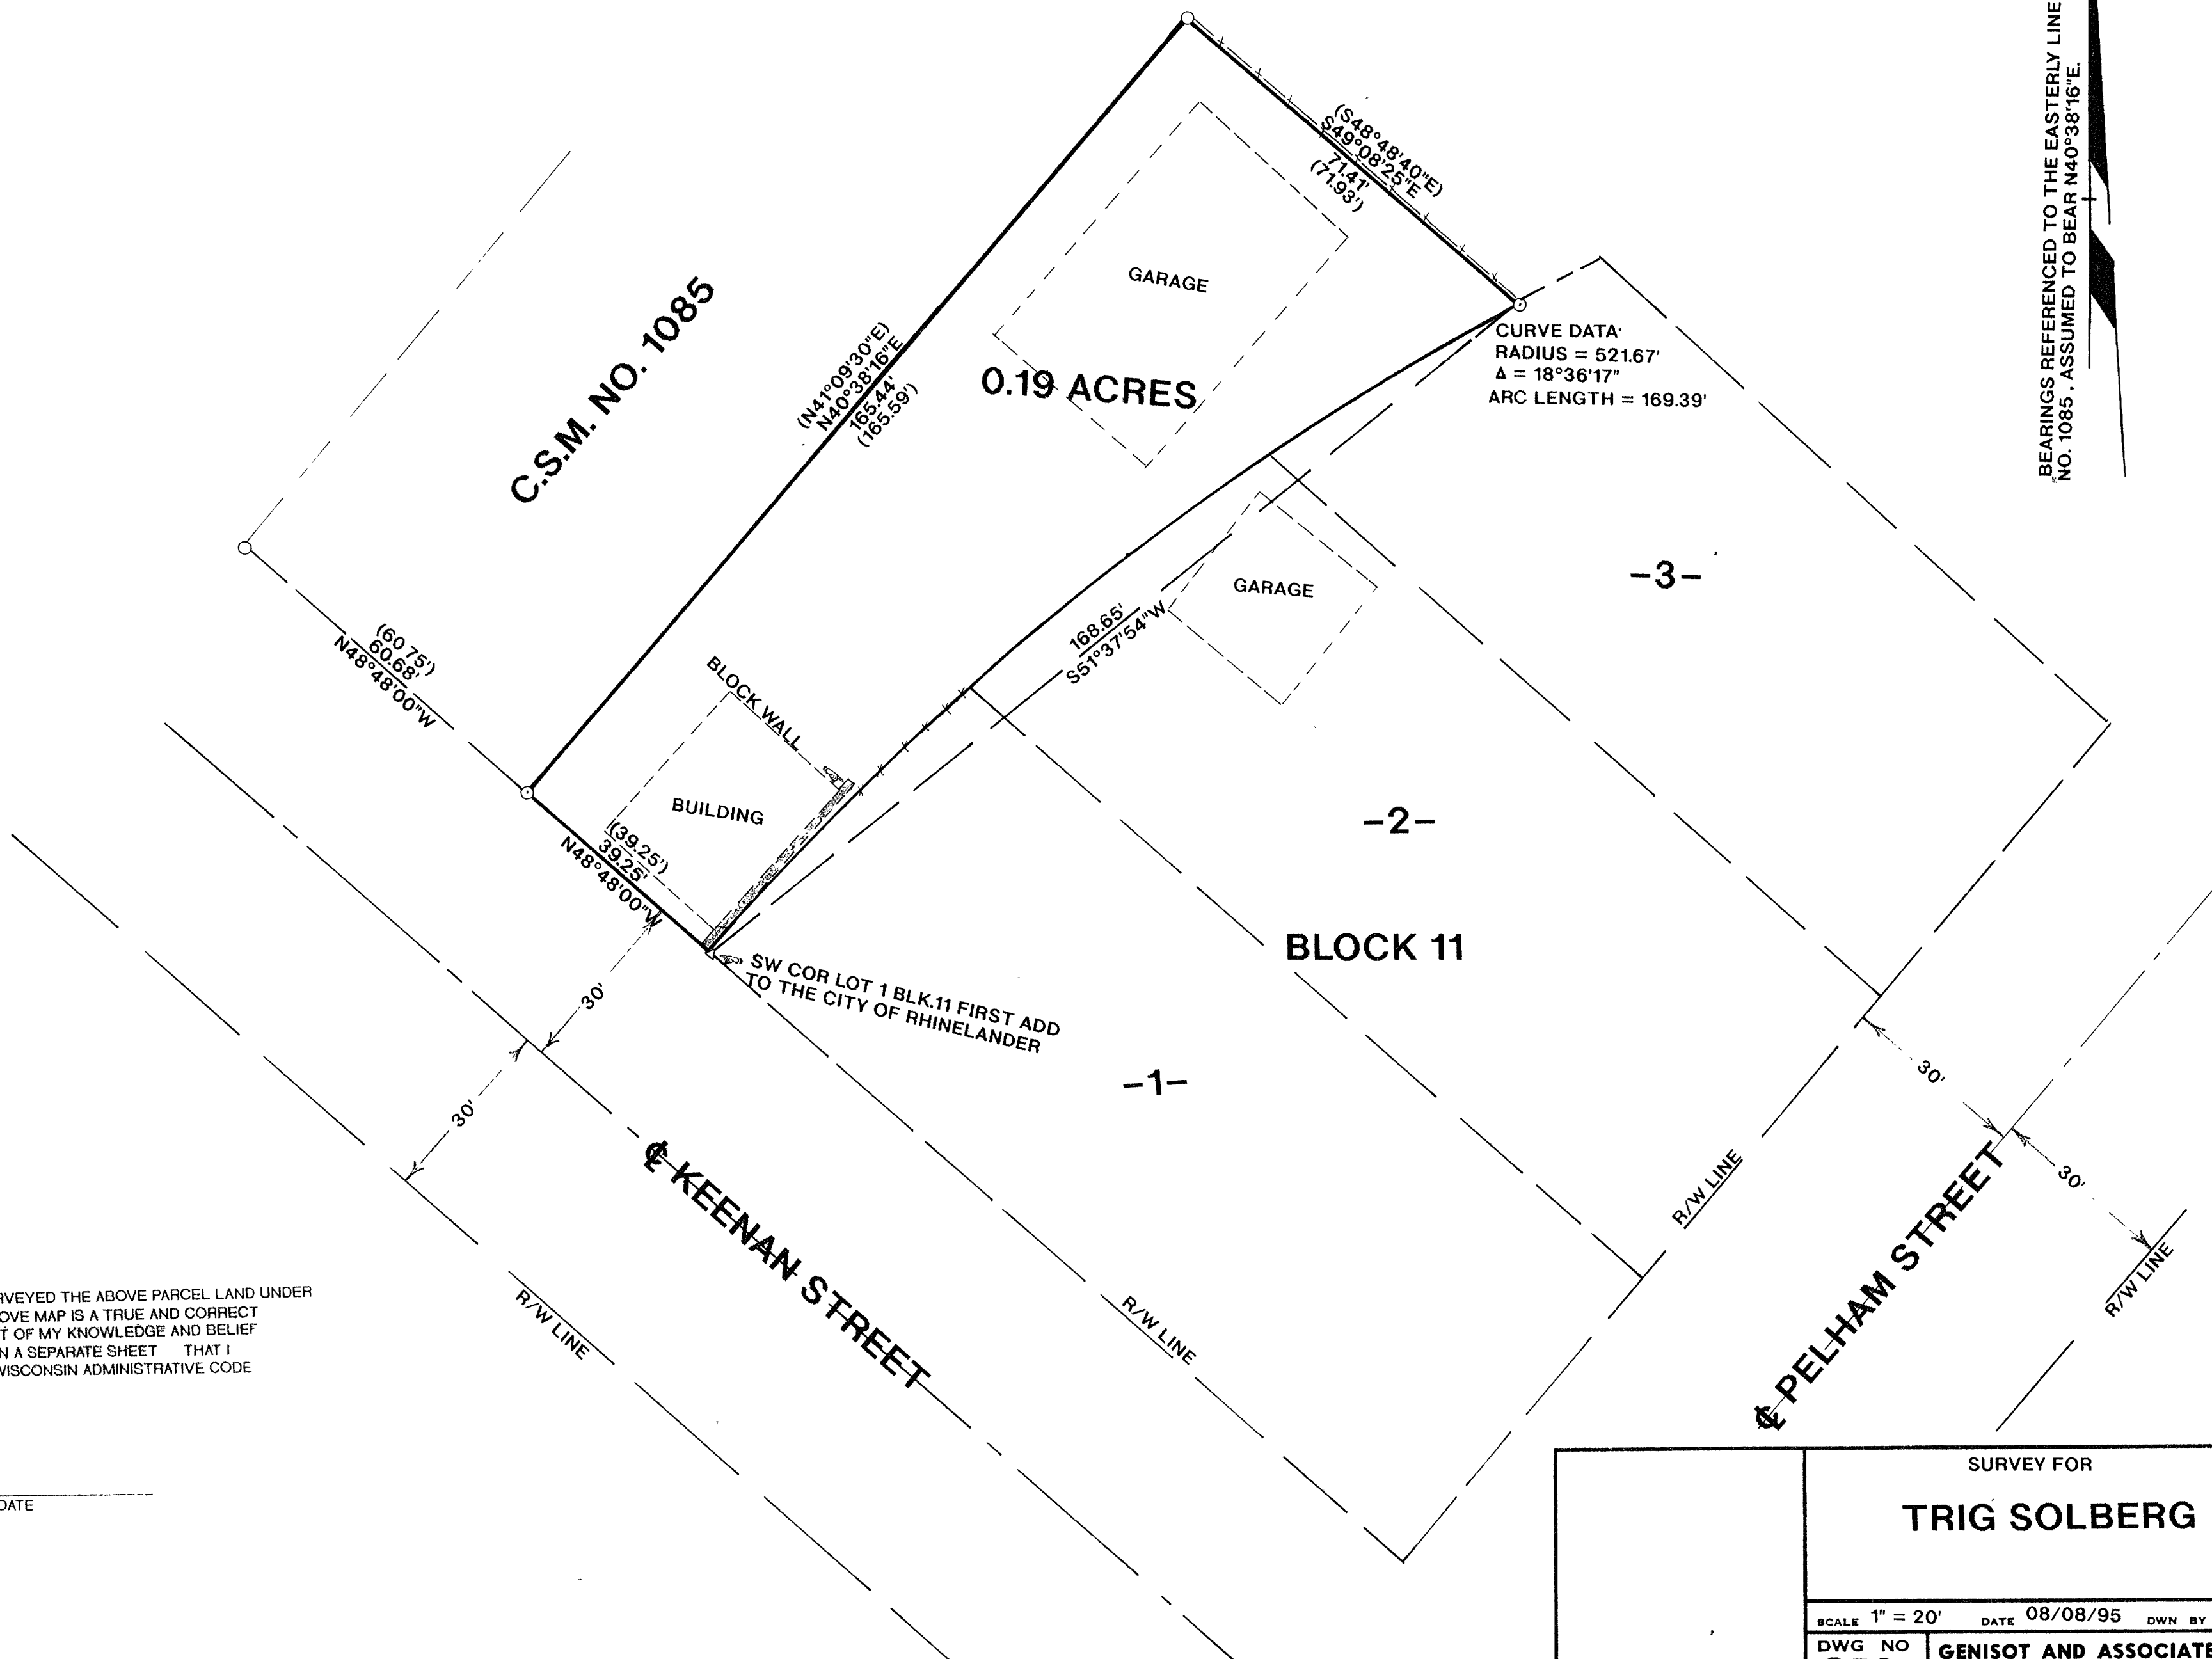 BEARINGS REFERENCED TO THE EASTERLY LINE
NO. 1085 , ASSUMED TO BEAR N40°38'16"E.
(S48°48'40"E)
S49°08'25"E
71.41'
(71.93')
GARAGE
C.S.M. NO. 1085
(N41°09'30"E)
N40°38'16"E
165.44'
(165.59')
0.19 ACRES
CURVE DATA
RADIUS = 521.67'
Δ = 18°36'17"
ARC LENGTH = 169.39'
-3-
GARAGE
168.65'
S51°37'54"W
(60 75')
60.68'
N48°48'00"W
BLOCK WALL
BUILDING
(39.25')
39.25'
N48°48'00"W
-2-
BLOCK 11
SW COR LOT 1 BLK.11 FIRST ADD
TO THE CITY OF RHINELANDER
-1-
30'
30'
30'
30'
℄ KEENAN STREET
℄ PELHAM STREET
R/W LINE
R/W LINE
R/W LINE
R/W LINE
RVEYED THE ABOVE PARCEL LAND UNDER
OVE MAP IS A TRUE AND CORRECT
T OF MY KNOWLEDGE AND BELIEF
N A SEPARATE SHEET THAT I
WISCONSIN ADMINISTRATIVE CODE
DATE
SURVEY FOR
TRIG SOLBERG
SCALE 1" = 20' DATE 08/08/95 DWN BY
DWG NO
GENISOT AND ASSOCIATE